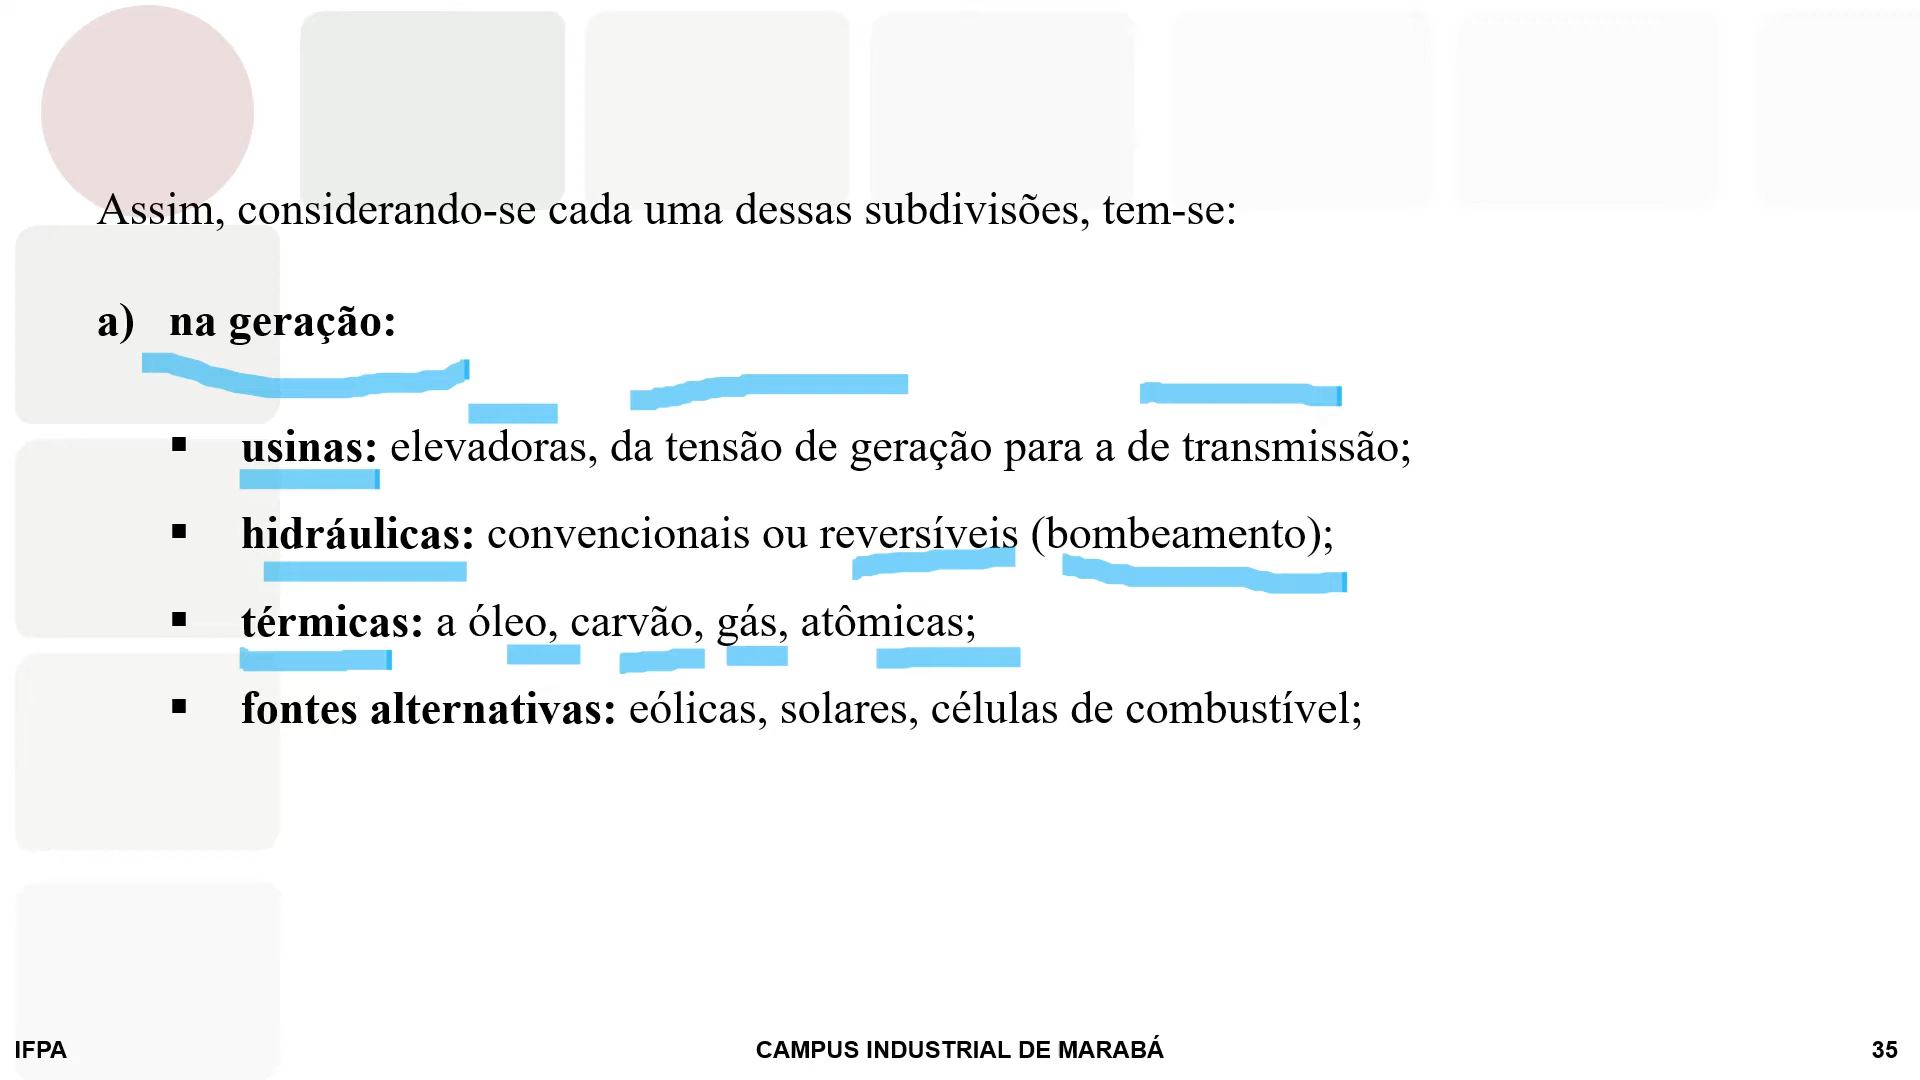 Assim, considerando-se cada uma dessas subdivisões, tem-se:
a) na geração:
▪ usinas: elevadoras, da tensão de geração para a de transmissão;
▪ hidráulicas: convencionais ou reversíveis (bombeamento);
▪ térmicas: a óleo, carvão, gás, atômicas;
▪ fontes alternativas: eólicas, solares, células de combustível;
IFPA CAMPUS INDUSTRIAL DE MARABÁ 35